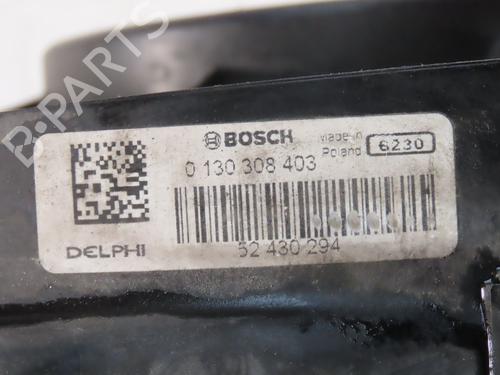 B-PARTS
BOSCH
Made in Poland
6230
0 130 308 403
DELPHI
52 430 294